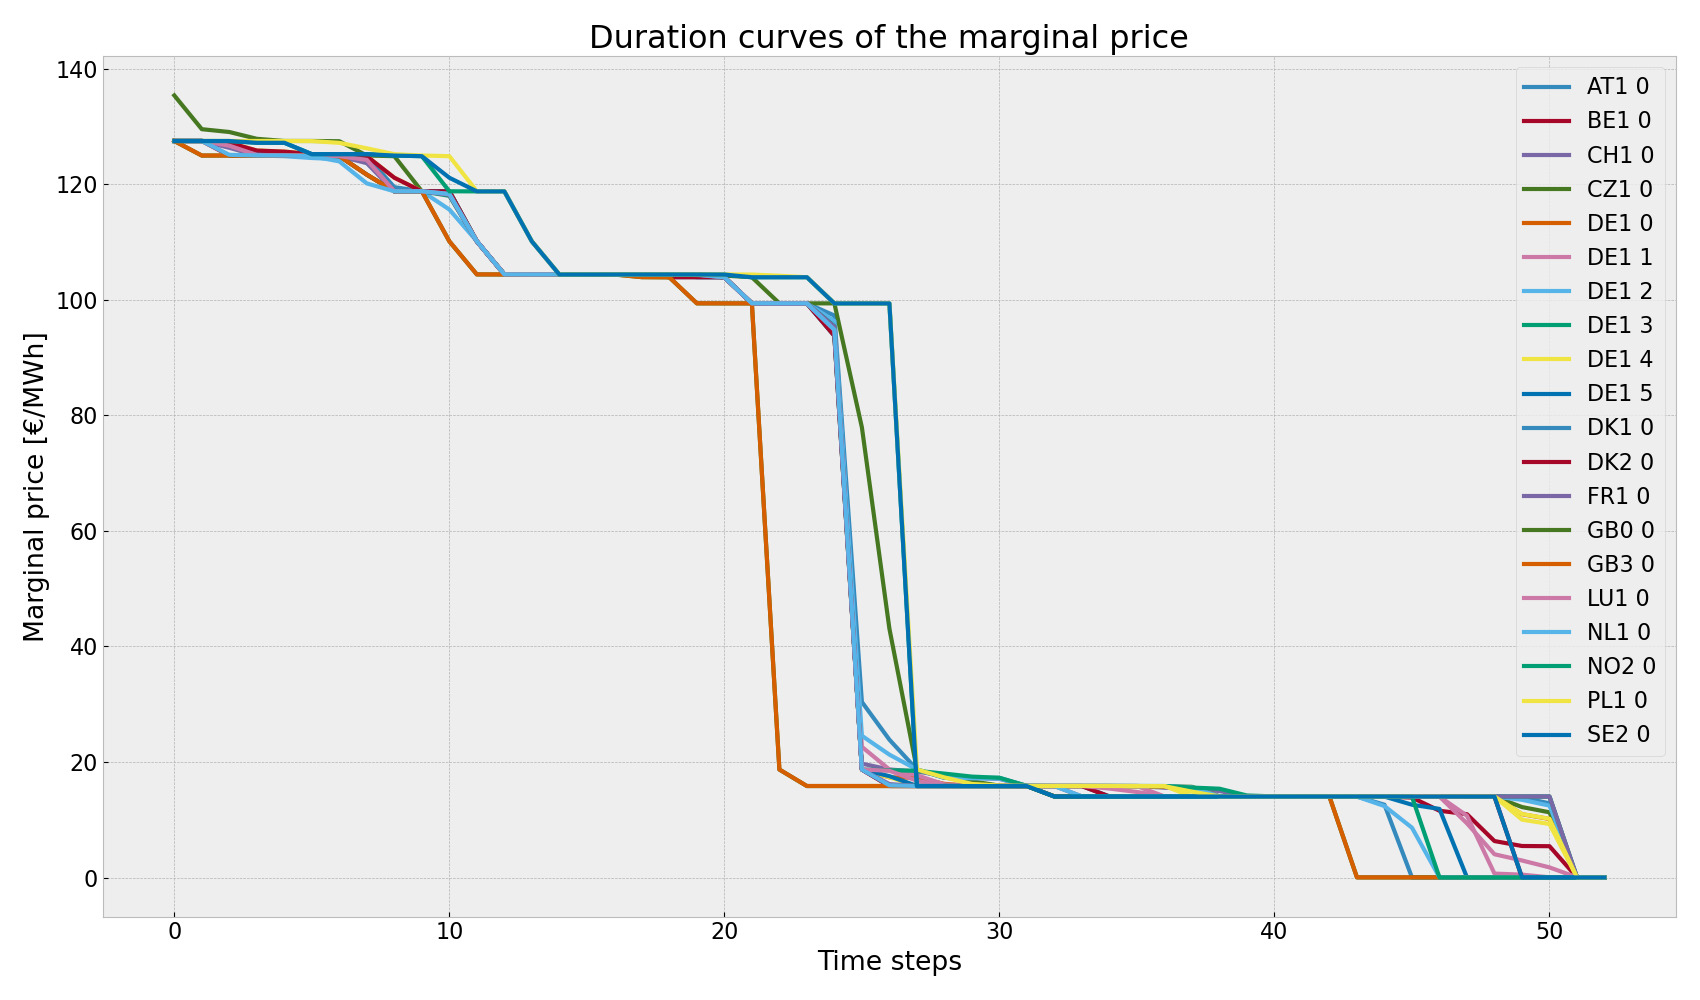 Duration curves of the marginal price
Marginal price [€/MWh]
140
120
100
80
60
40
20
0
0
10
20
30
40
50
Time steps
AT1 0
BE1 0
CH1 0
CZ1 0
DE1 0
DE1 1
DE1 2
DE1 3
DE1 4
DE1 5
DK1 0
DK2 0
FR1 0
GB0 0
GB3 0
LU1 0
NL1 0
NO2 0
PL1 0
SE2 0